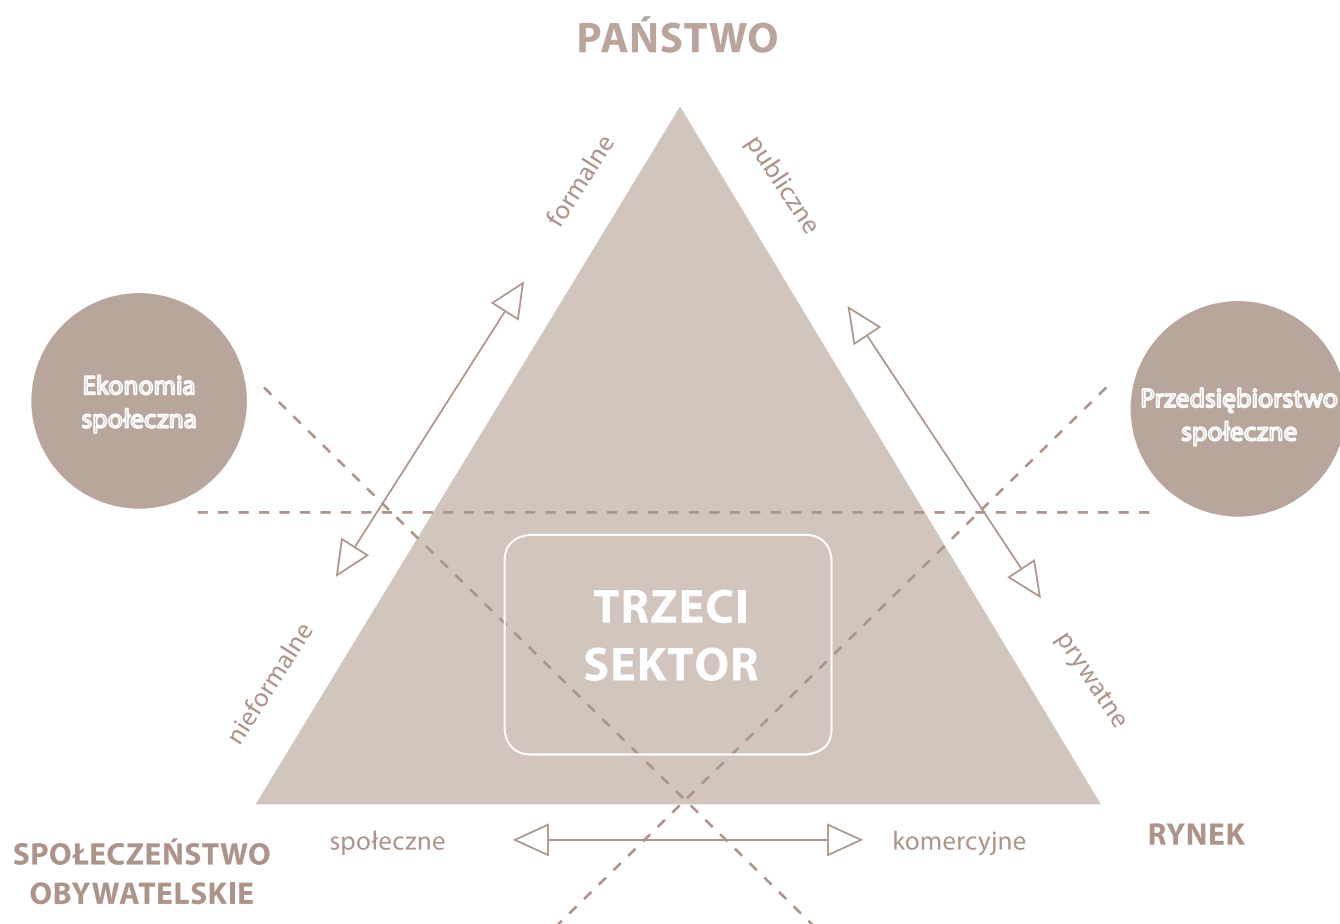 PAŃSTWO
formalne
publiczne
Ekonomia
społeczna
Przedsiębiorstwo
społeczne
TRZECI
SEKTOR
nieformalne
prywatne
społeczne
komercyjne
RYNEK
SPOŁECZEŃSTWO
OBYWATELSKIE